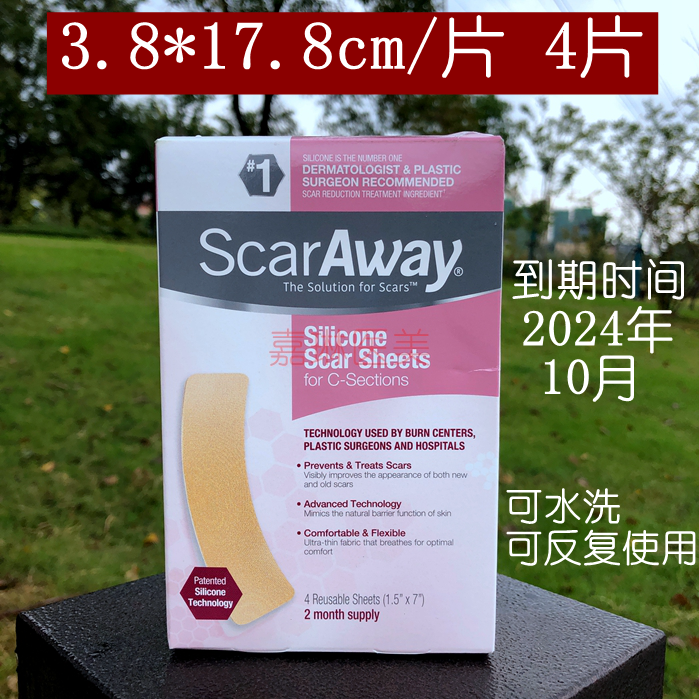 3.8*17.8cm/片 4片
#1
SILICONE IS THE NUMBER ONE
DERMATOLOGIST & PLASTIC
SURGEON RECOMMENDED
SCAR REDUCTION TREATMENT INGREDIENT
ScarAway®
The Solution for Scars™
Silicone
Scar Sheets
for C-Sections
TECHNOLOGY USED BY BURN CENTERS,
PLASTIC SURGEONS AND HOSPITALS
• Prevents & Treats Scars
Visibly improves the appearance of both new
and old scars
• Advanced Technology
Mimics the natural barrier function of skin
• Comfortable & Flexible
Ultra-thin fabric that breathes for optimal
comfort
Patented
Silicone
Technology
4 Reusable Sheets (1.5" x 7")
2 month supply
到期时间
2024年
10月
可水洗
可反复使用